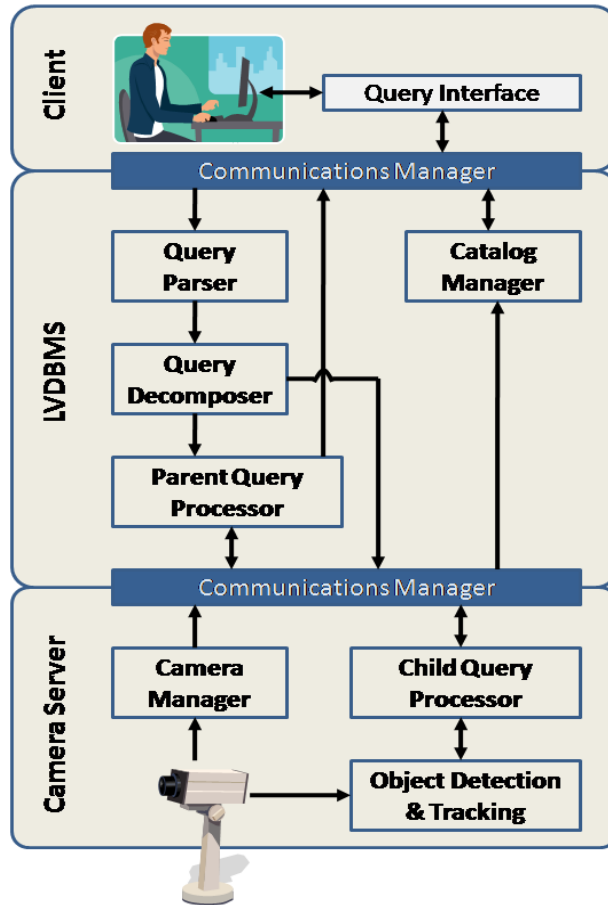 Client
Query Interface
Communications Manager
LVDBMS
Query
Parser
Catalog
Manager
Query
Decomposer
Parent Query
Processor
Communications Manager
Camera Server
Camera
Manager
Child Query
Processor
Object Detection
& Tracking